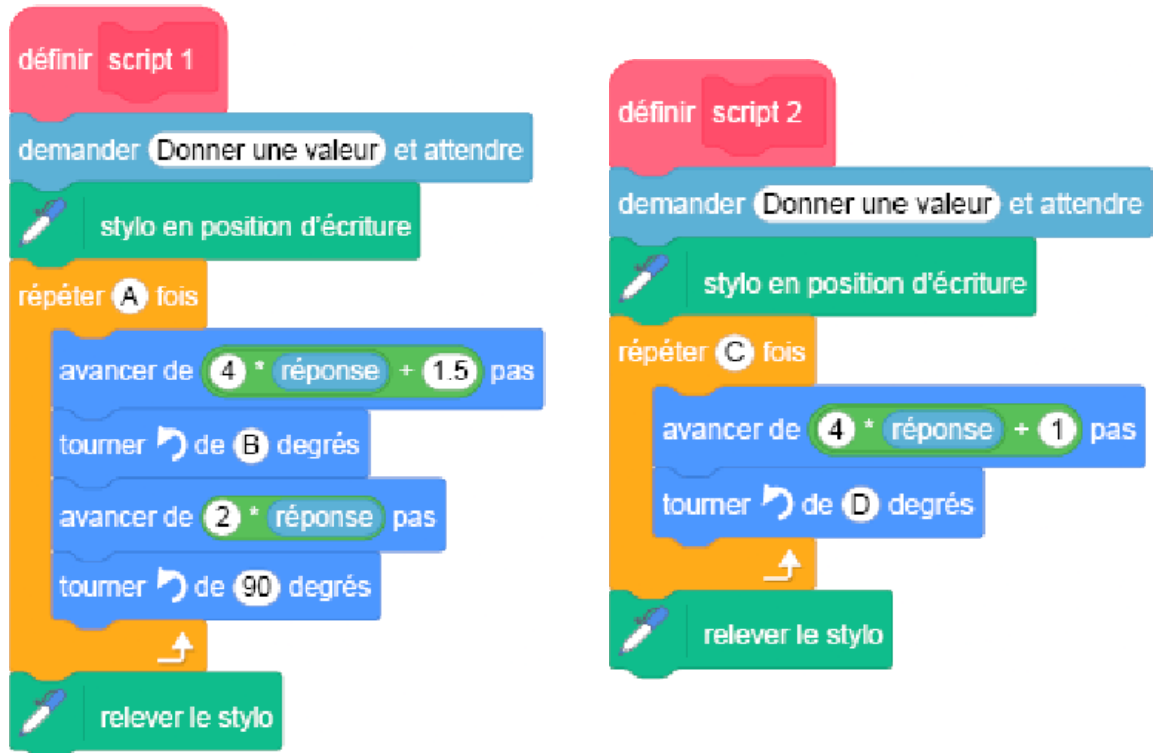 définir script 1
demander Donner une valeur et attendre
stylo en position d'écriture
répéter A fois
avancer de 4 * réponse + 1.5 pas
tourner de B degrés
avancer de 2 * réponse pas
tourner de 90 degrés
relever le stylo
définir script 2
demander Donner une valeur et attendre
stylo en position d'écriture
répéter C fois
avancer de 4 * réponse + 1 pas
tourner de D degrés
relever le stylo